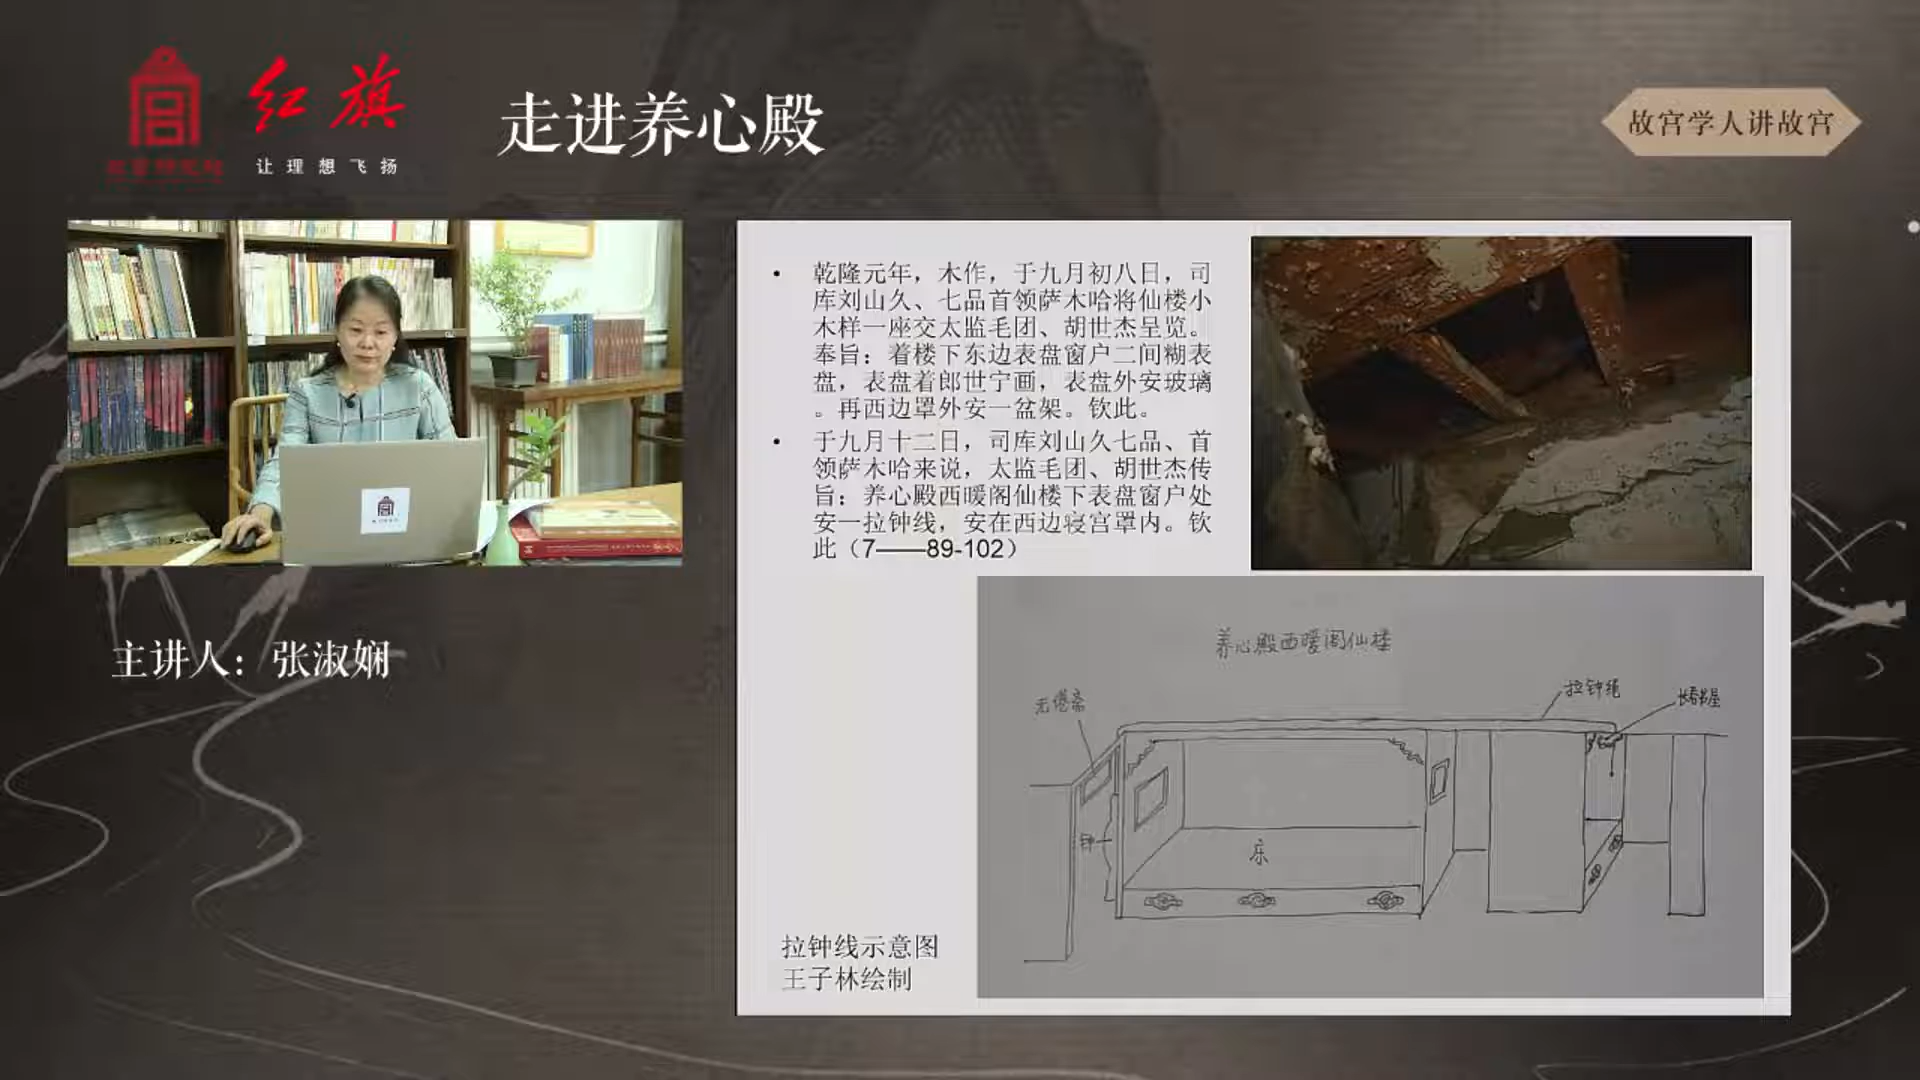 红旗
让理想飞扬
走进养心殿
故宫学人讲故宫
• 乾隆元年，木作，于九月初八日，司
库刘山久、七品首领萨木哈将仙楼小
木样一座交太监毛团、胡世杰呈览。
奉旨：着楼下东边表盘窗户二间糊表
盘，表盘着郎世宁画，表盘外安玻璃
。再西边罩外安一盆架。钦此。
• 于九月十二日，司库刘山久七品、首
领萨木哈来说，太监毛团、胡世杰传
旨：养心殿西暖阁仙楼下表盘窗户处
安一拉钟线，安在西边寝宫罩内。钦
此（7——89-102）
主讲人：张淑娴
养心殿西暖阁仙楼
无倦斋
拉钟绳
长春书屋
钟
床
拉钟线示意图
王子林绘制